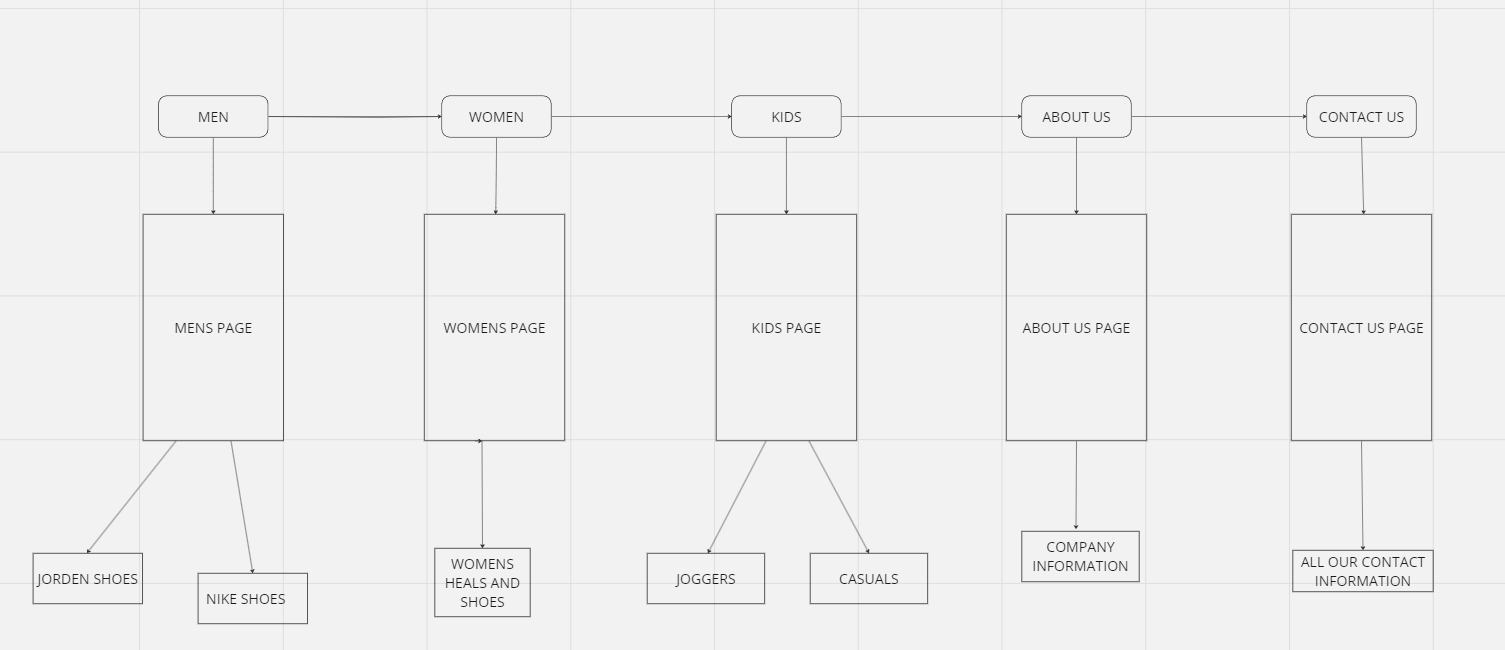 MEN
WOMEN
KIDS
ABOUT US
CONTACT US
MENS PAGE
WOMENS PAGE
KIDS PAGE
ABOUT US PAGE
CONTACT US PAGE
JORDEN SHOES
NIKE SHOES
WOMENS
HEALS AND
SHOES
JOGGERS
CASUALS
COMPANY
INFORMATION
ALL OUR CONTACT
INFORMATION